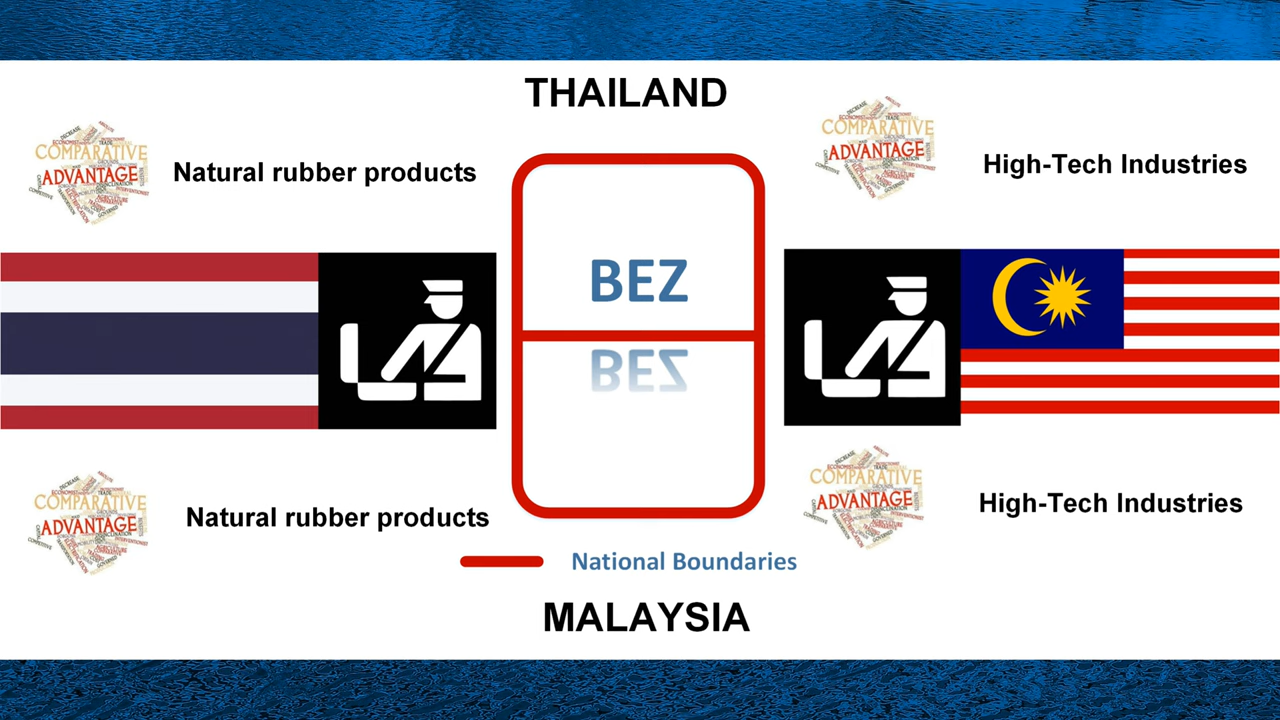 THAILAND
COMPARATIVE
ADVANTAGE
Natural rubber products
COMPARATIVE
ADVANTAGE
High-Tech Industries
BEZ
BEZ
COMPARATIVE
ADVANTAGE
Natural rubber products
COMPARATIVE
ADVANTAGE
High-Tech Industries
National Boundaries
MALAYSIA